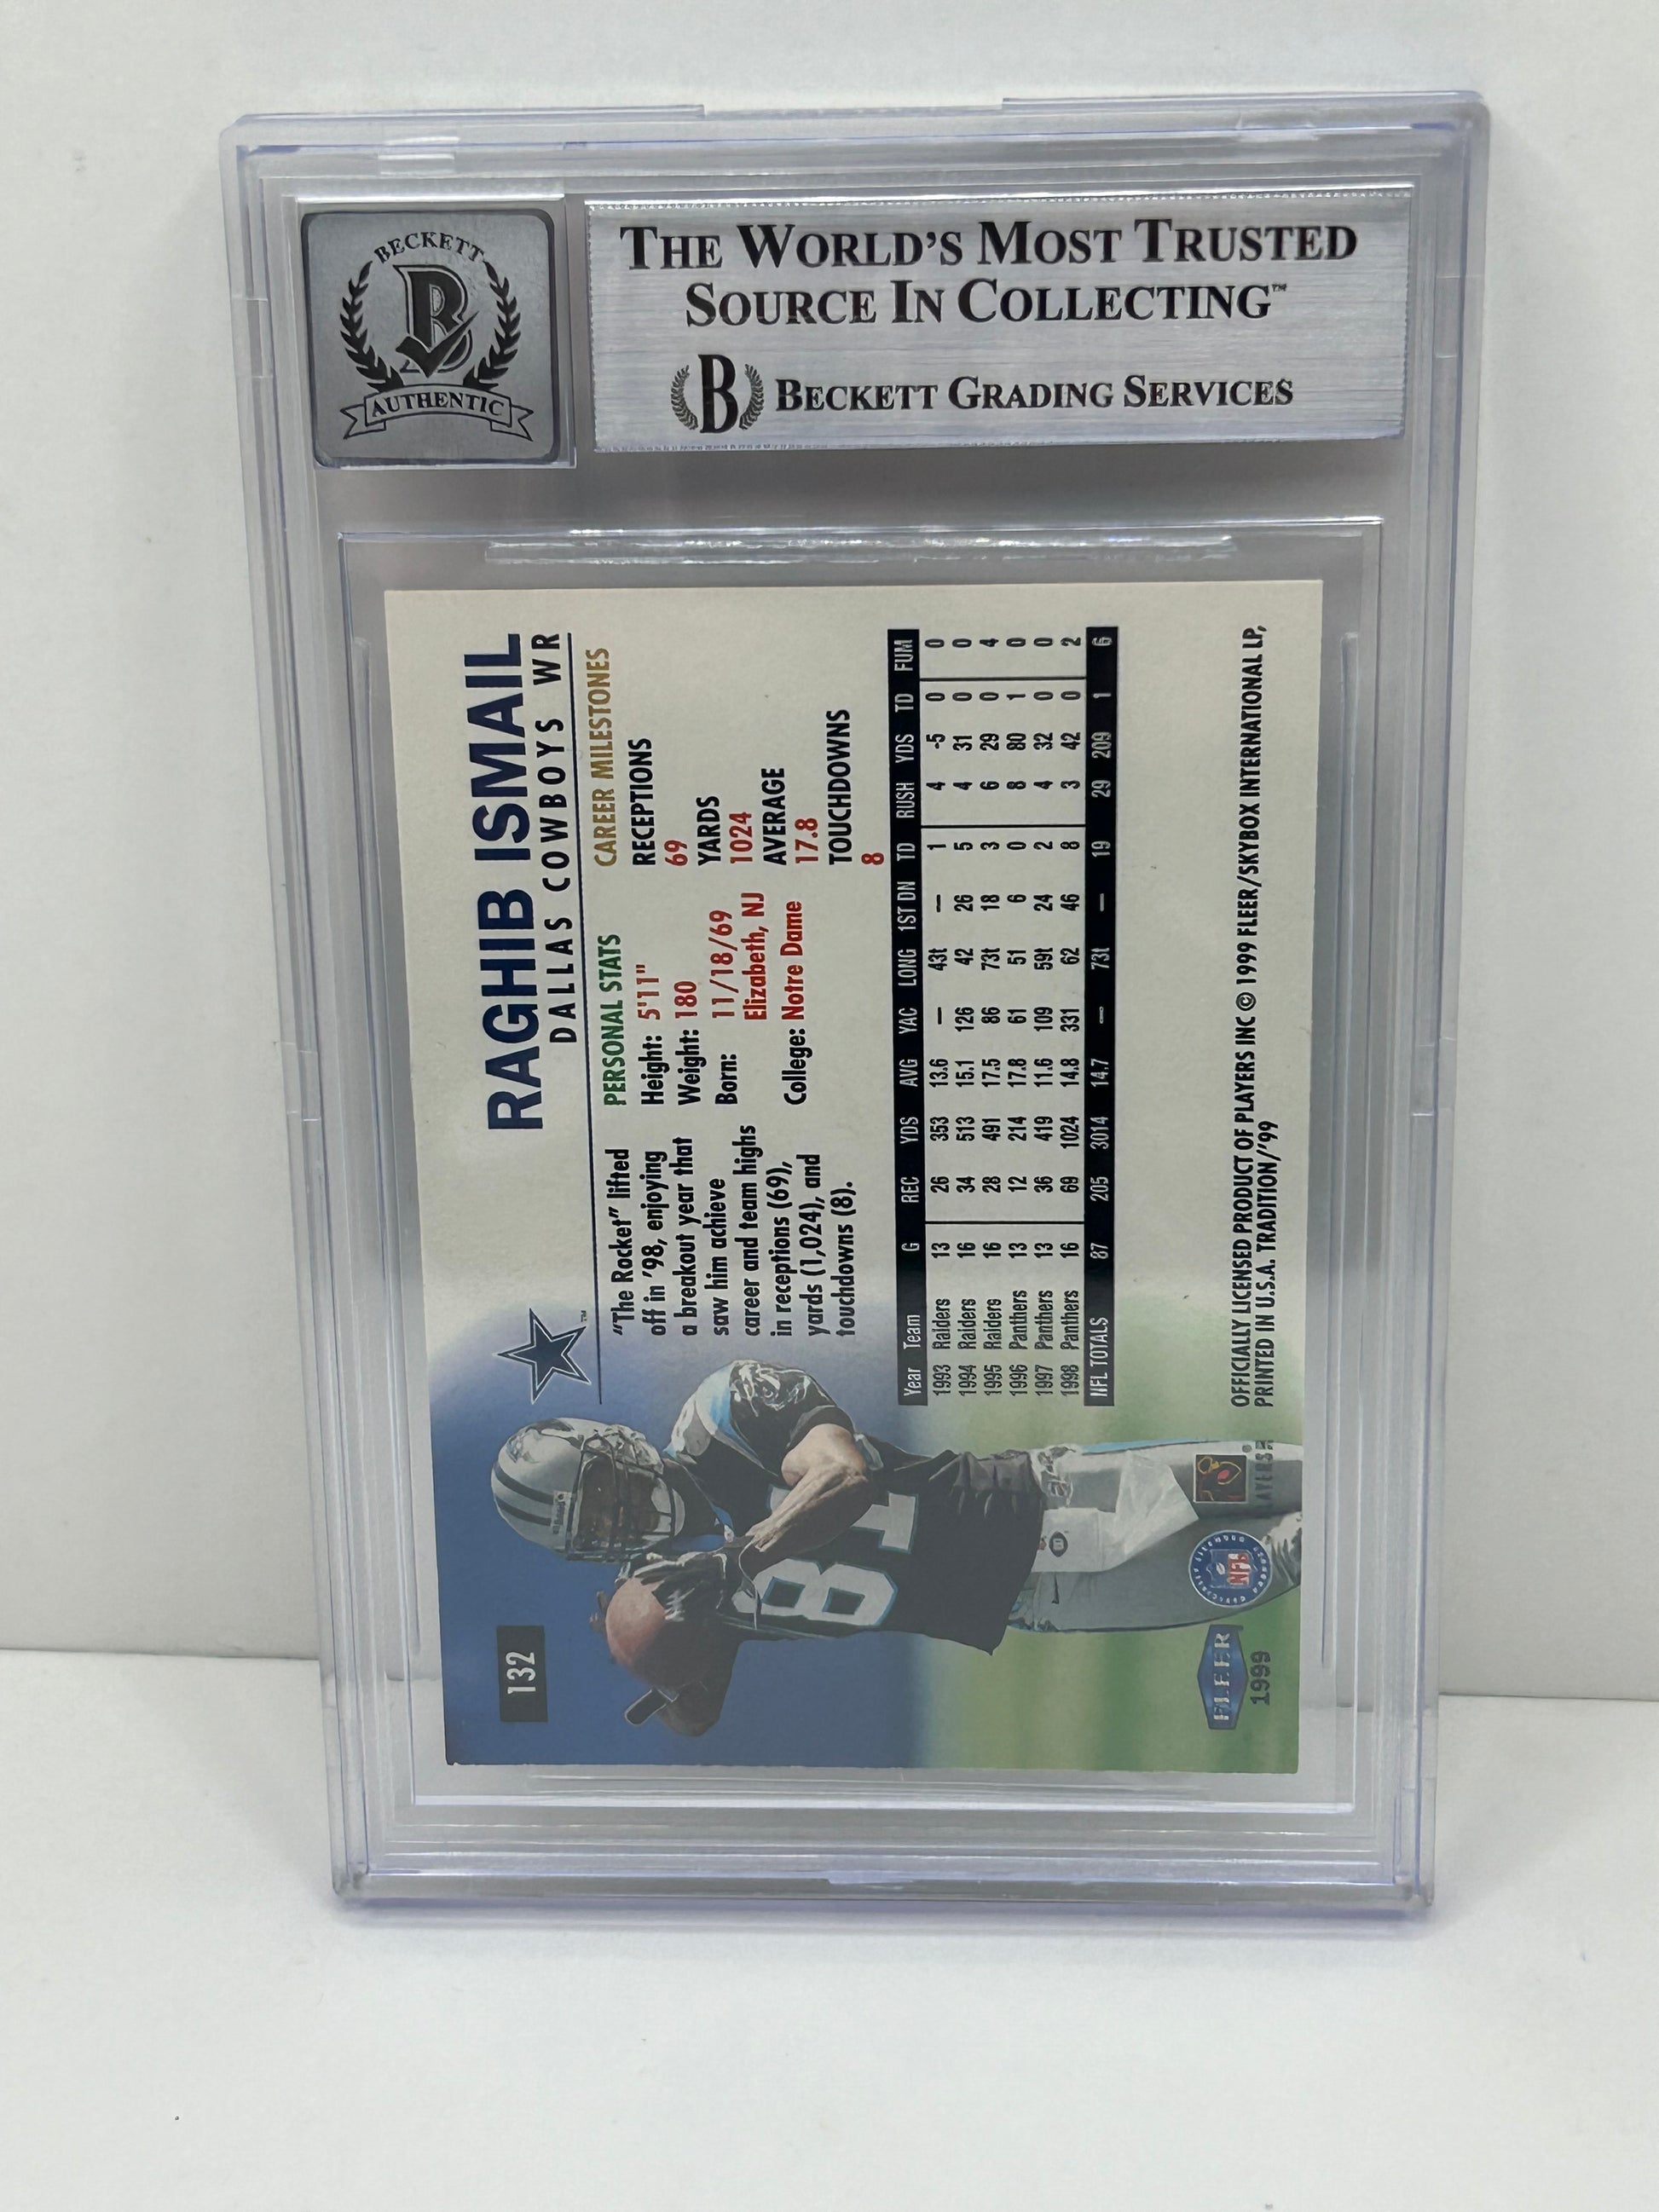 BECKETT
AUTHENTIC
THE WORLD'S MOST TRUSTED
SOURCE IN COLLECTING™
B BECKETT GRADING SERVICES
132
RAGHIB ISMAIL
DALLAS COWBOYS WR
TM
"The Rocket" lifted
off in '98, enjoying
a breakout year that
saw him achieve
career and team highs
in receptions (69),
yards (1,024), and
touchdowns (8).
PERSONAL STATS
Height: 5'11"
Weight: 180
Born: 11/18/69
Elizabeth, NJ
College: Notre Dame
CAREER MILESTONES
RECEPTIONS
69
YARDS
1024
AVERAGE
17.8
TOUCHDOWNS
8
Year Team G REC YDS AVG YAC LONG 1ST DN TD RUSH YDS TD FUM
1993 Raiders 13 26 353 13.6 — 43t — 1 4 -5 0 0
1994 Raiders 16 34 513 15.1 126 42 26 5 4 31 0 0
1995 Raiders 16 28 491 17.5 86 73t 18 3 6 29 0 4
1996 Panthers 13 12 214 17.8 61 51 6 0 8 80 1 0
1997 Panthers 13 36 419 11.6 109 59t 24 2 4 32 0 0
1998 Panthers 16 69 1024 14.8 331 62 46 8 3 42 0 2
NFL TOTALS 87 205 3014 14.7 — 73t — 19 29 209 1 6
81
FLEER
1999
NFL
OFFICIALLY LICENSED PRODUCT OF PLAYERS INC © 1999 FLEER/SKYBOX INTERNATIONAL LP,
PRINTED IN U.S.A. TRADITION/'99